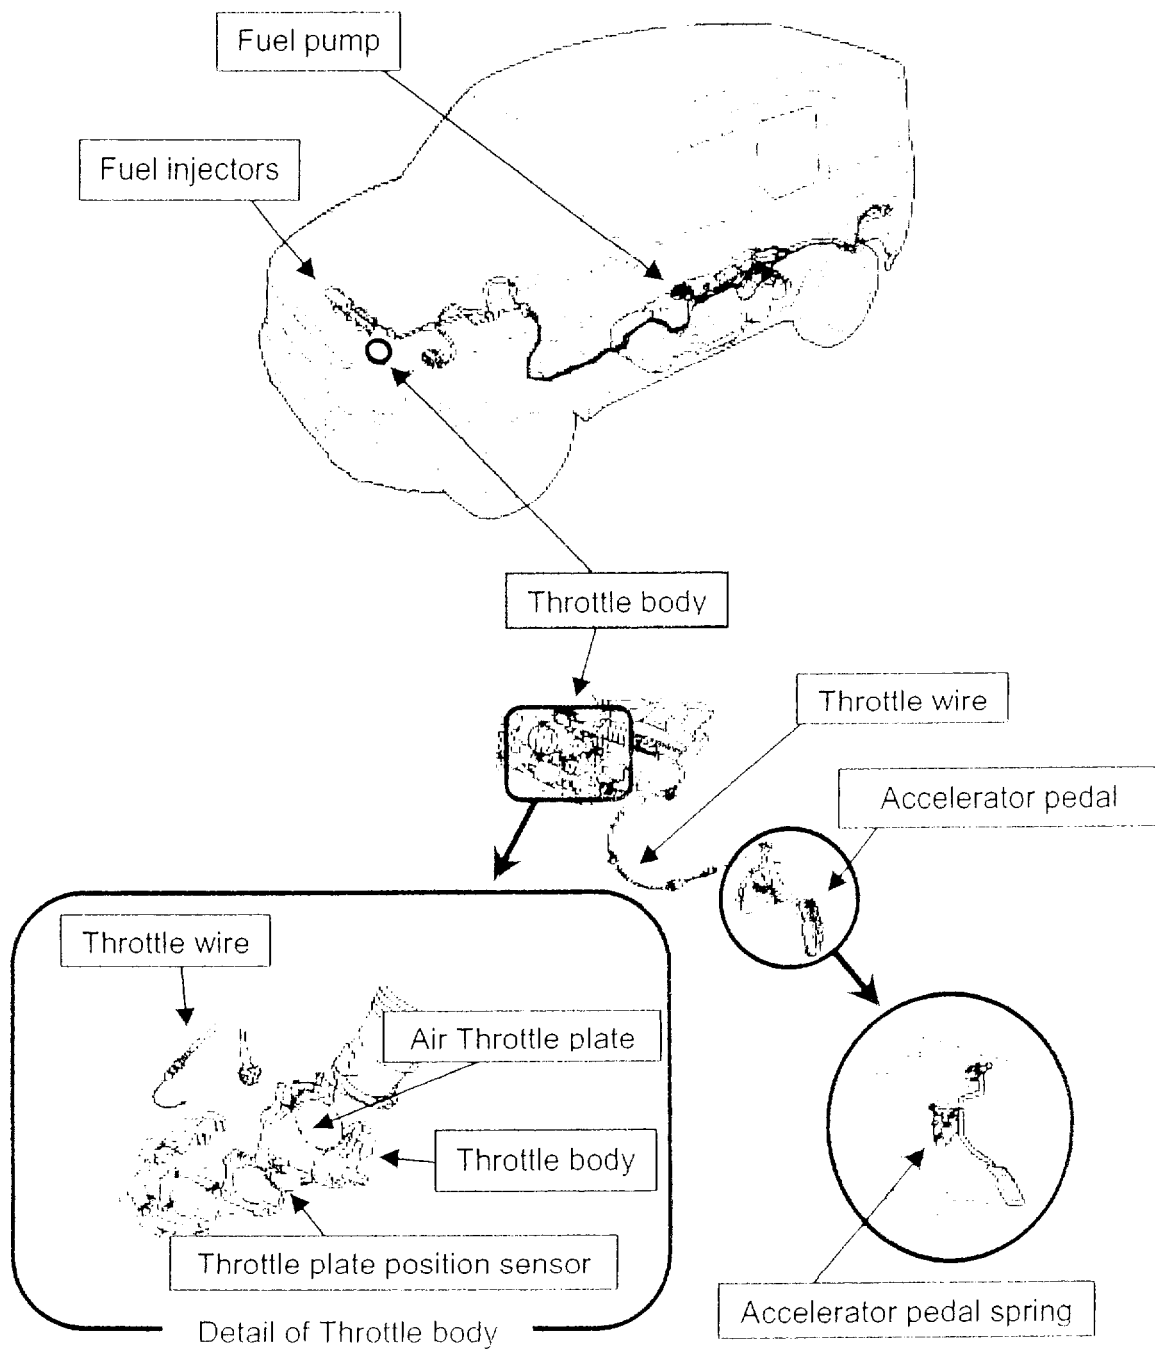 Fuel pump
Fuel injectors
Throttle body
Throttle wire
Accelerator pedal
Throttle wire
Air Throttle plate
Throttle body
Throttle plate position sensor
Accelerator pedal spring
Detail of Throttle body